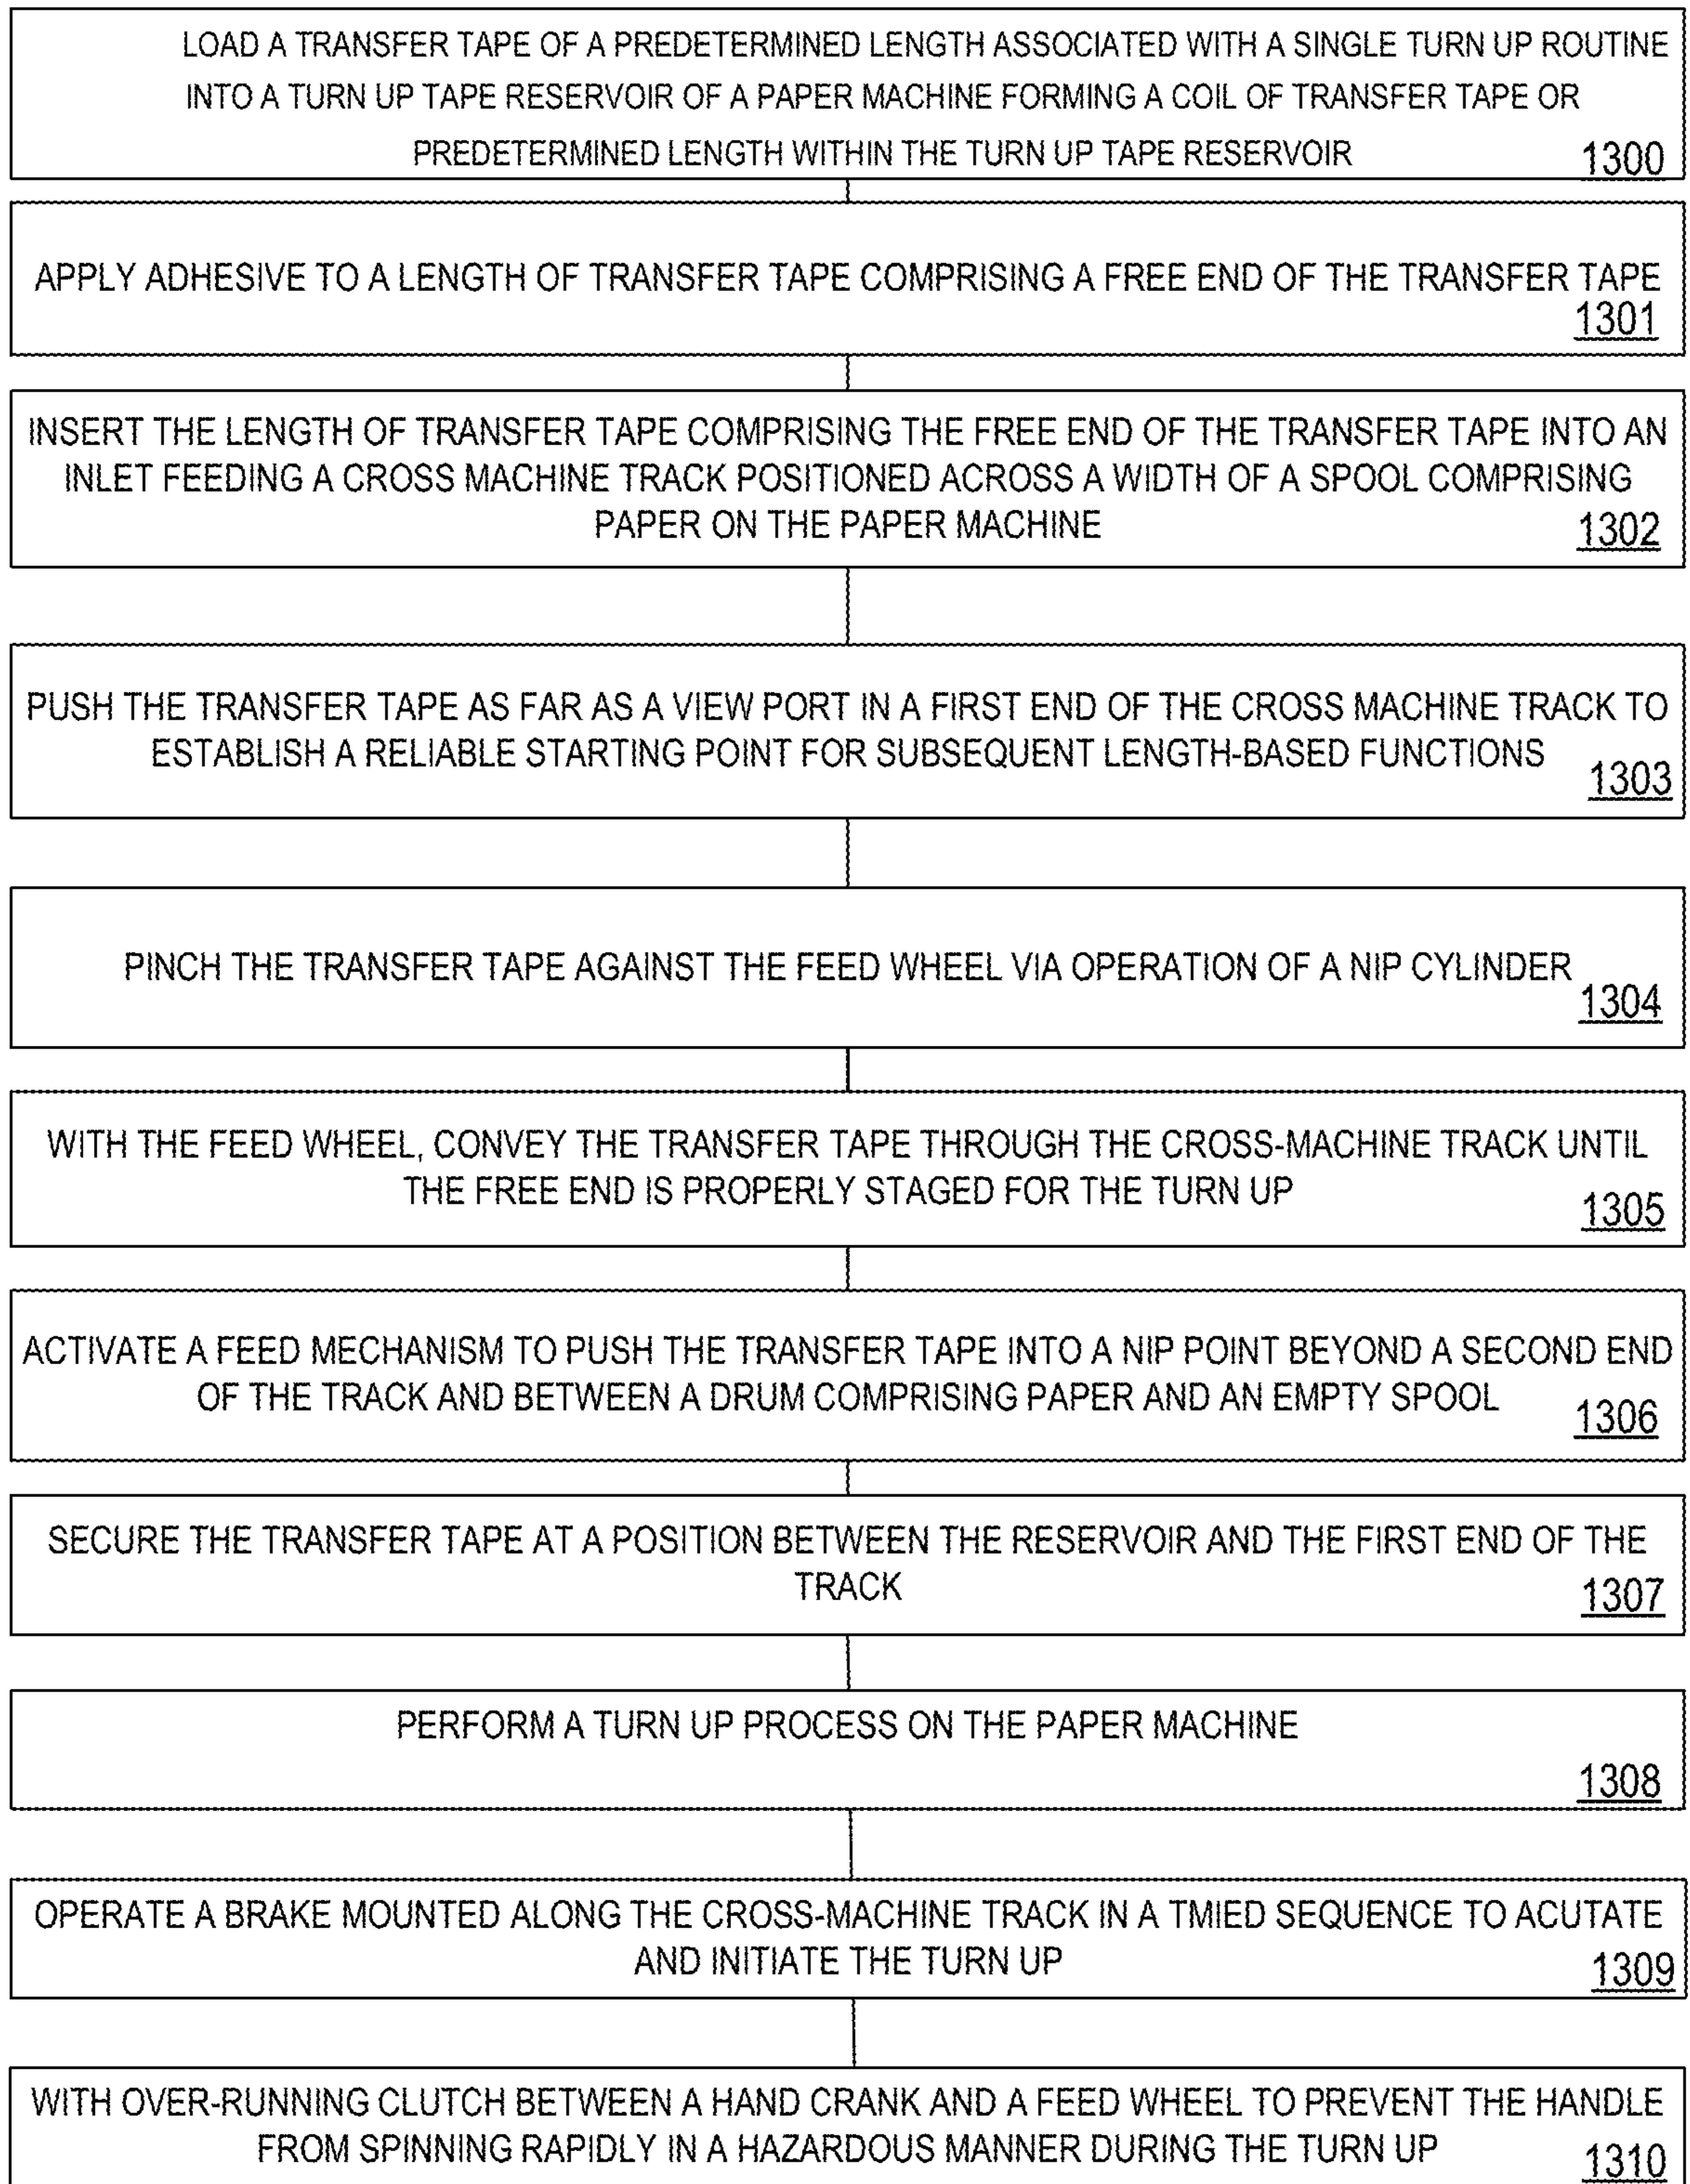 LOAD A TRANSFER TAPE OF A PREDETERMINED LENGTH ASSOCIATED WITH A SINGLE TURN UP ROUTINE
INTO A TURN UP TAPE RESERVOIR OF A PAPER MACHINE FORMING A COIL OF TRANSFER TAPE OR
PREDETERMINED LENGTH WITHIN THE TURN UP TAPE RESERVOIR
1300
APPLY ADHESIVE TO A LENGTH OF TRANSFER TAPE COMPRISING A FREE END OF THE TRANSFER TAPE
1301
INSERT THE LENGTH OF TRANSFER TAPE COMPRISING THE FREE END OF THE TRANSFER TAPE INTO AN
INLET FEEDING A CROSS MACHINE TRACK POSITIONED ACROSS A WIDTH OF A SPOOL COMPRISING
PAPER ON THE PAPER MACHINE
1302
PUSH THE TRANSFER TAPE AS FAR AS A VIEW PORT IN A FIRST END OF THE CROSS MACHINE TRACK TO
ESTABLISH A RELIABLE STARTING POINT FOR SUBSEQUENT LENGTH-BASED FUNCTIONS
1303
PINCH THE TRANSFER TAPE AGAINST THE FEED WHEEL VIA OPERATION OF A NIP CYLINDER
1304
WITH THE FEED WHEEL, CONVEY THE TRANSFER TAPE THROUGH THE CROSS-MACHINE TRACK UNTIL
THE FREE END IS PROPERLY STAGED FOR THE TURN UP
1305
ACTIVATE A FEED MECHANISM TO PUSH THE TRANSFER TAPE INTO A NIP POINT BEYOND A SECOND END
OF THE TRACK AND BETWEEN A DRUM COMPRISING PAPER AND AN EMPTY SPOOL
1306
SECURE THE TRANSFER TAPE AT A POSITION BETWEEN THE RESERVOIR AND THE FIRST END OF THE
TRACK
1307
PERFORM A TURN UP PROCESS ON THE PAPER MACHINE
1308
OPERATE A BRAKE MOUNTED ALONG THE CROSS-MACHINE TRACK IN A TMIED SEQUENCE TO ACUTATE
AND INITIATE THE TURN UP
1309
WITH OVER-RUNNING CLUTCH BETWEEN A HAND CRANK AND A FEED WHEEL TO PREVENT THE HANDLE
FROM SPINNING RAPIDLY IN A HAZARDOUS MANNER DURING THE TURN UP
1310